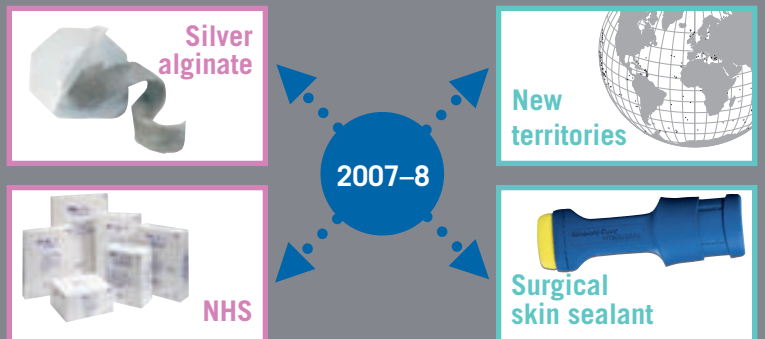 Silver
alginate
New
territories
2007–8
NHS
Surgical
skin sealant